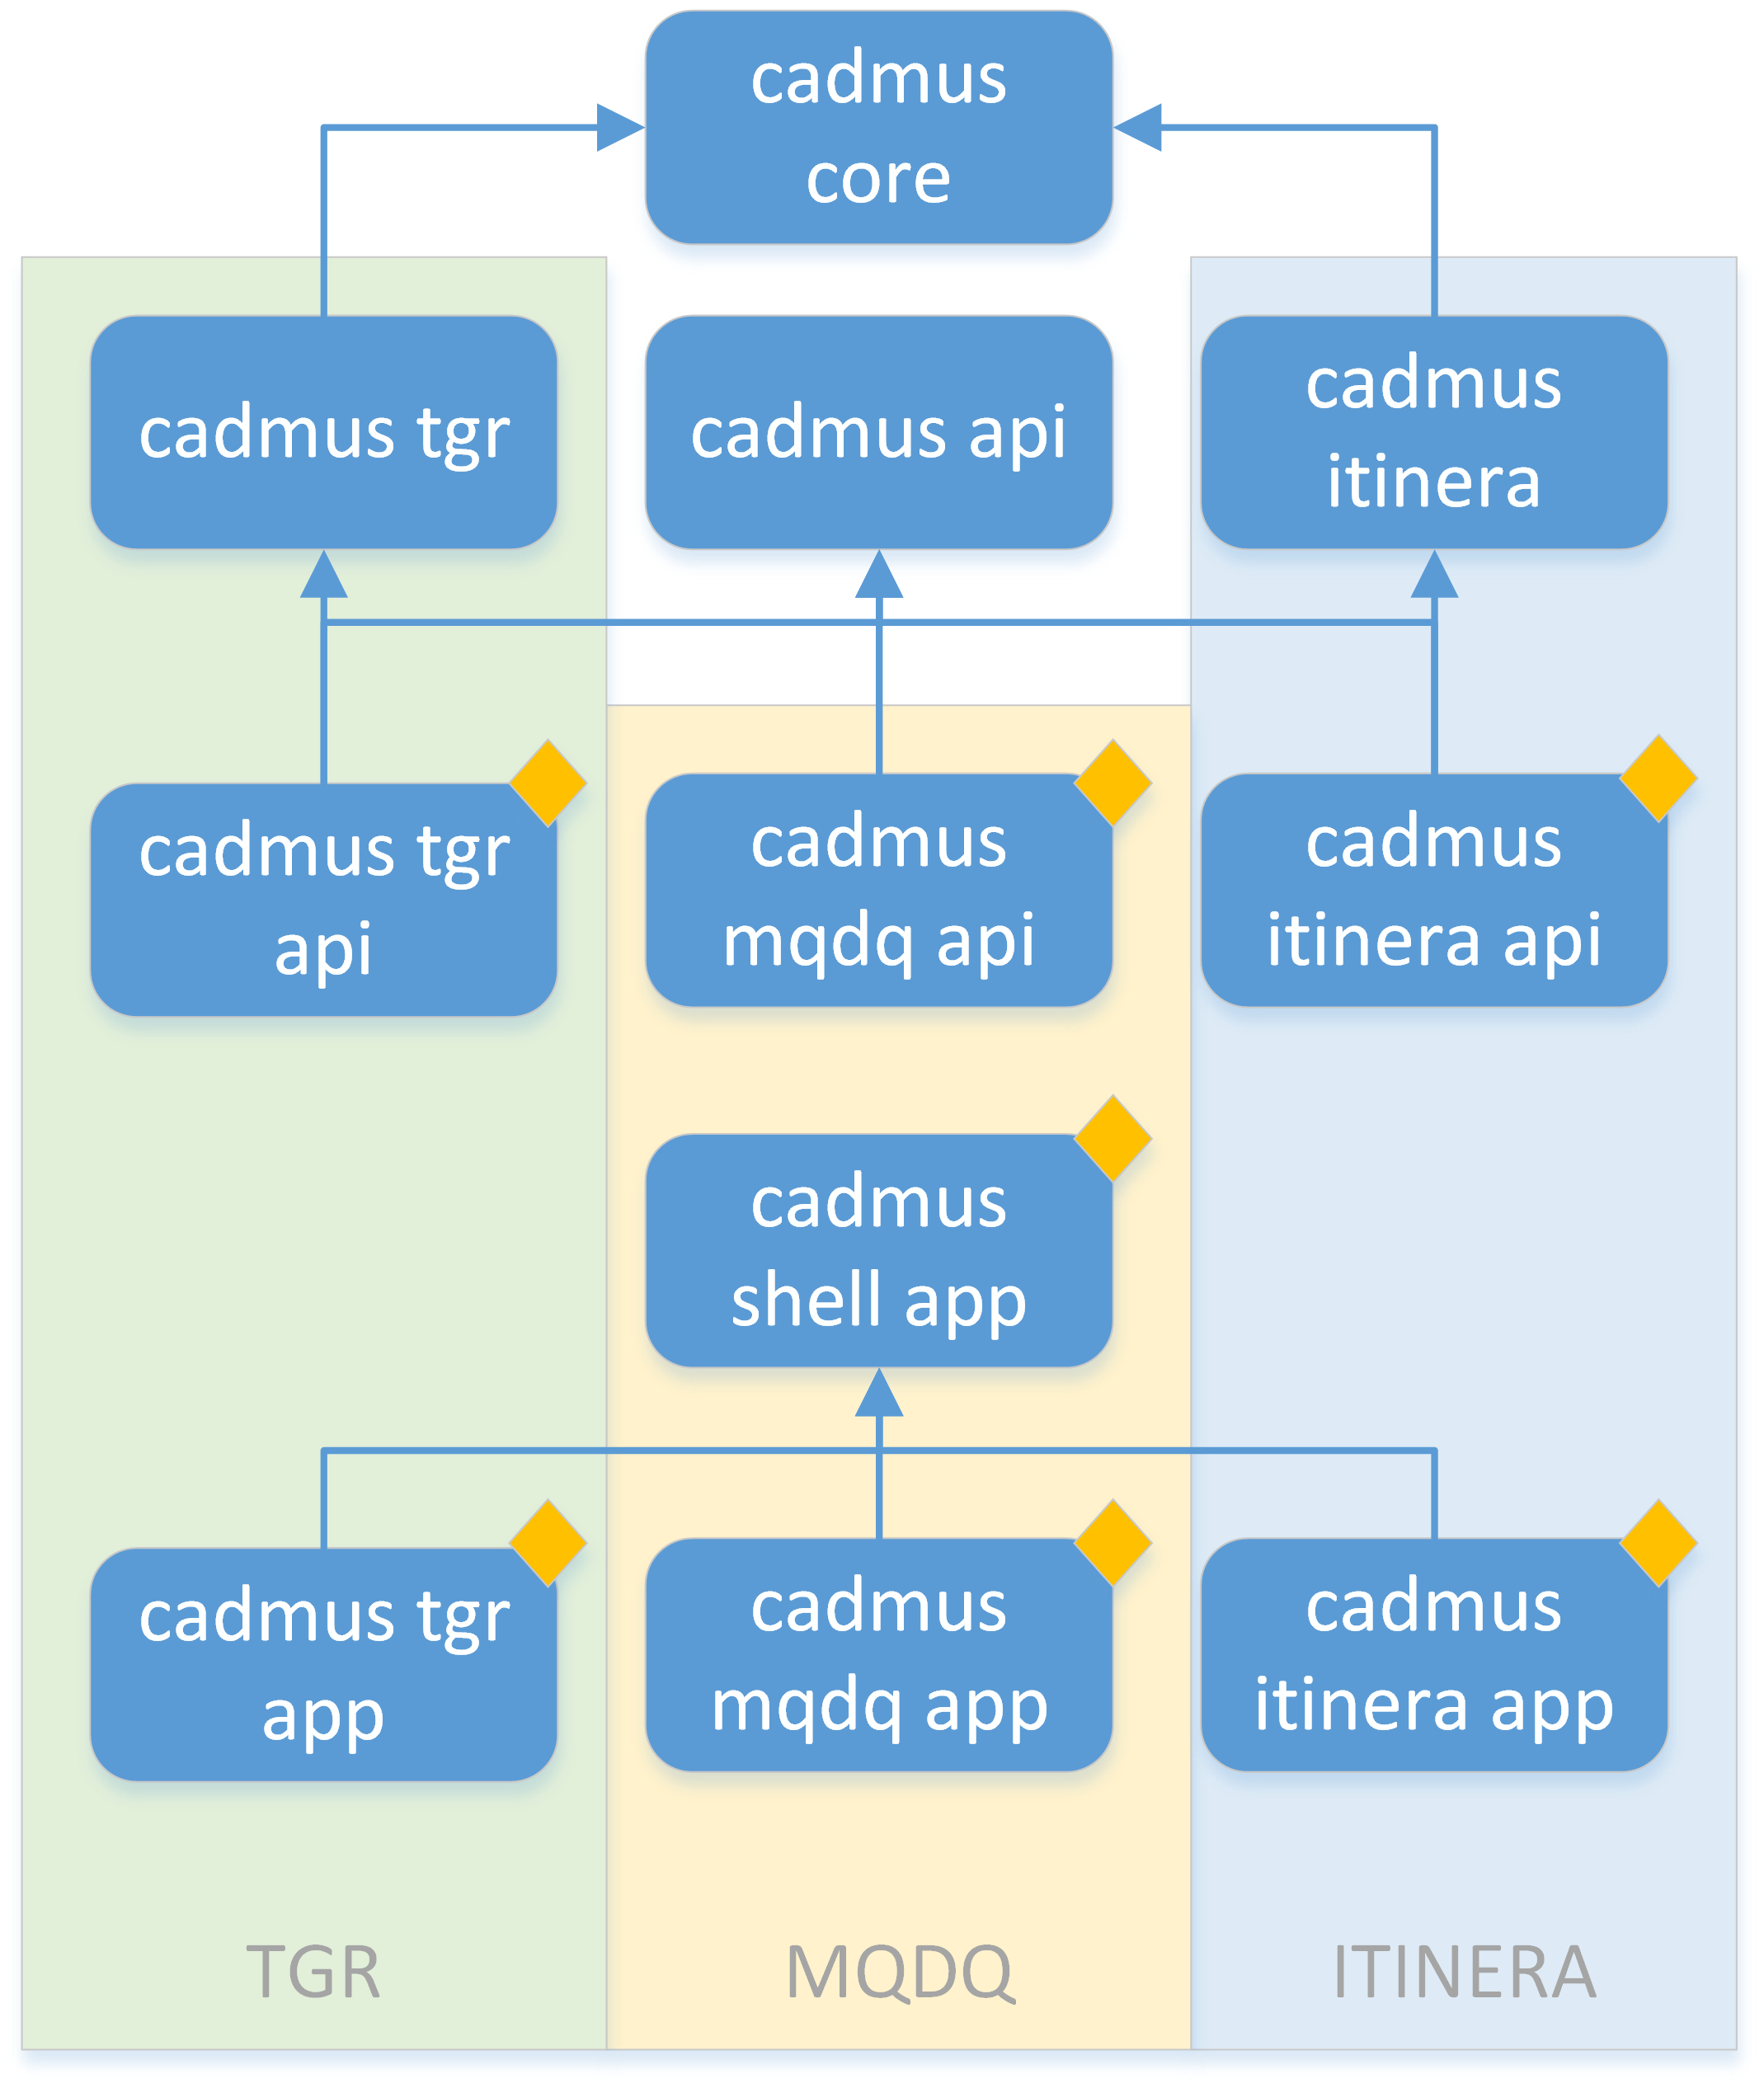 cadmus
core
cadmus tgr
cadmus api
cadmus
itinera
cadmus tgr
api
cadmus
mqdq api
cadmus
itinera api
cadmus
shell app
cadmus tgr
app
cadmus
mqdq app
cadmus
itinera app
TGR
MQDQ
ITINERA